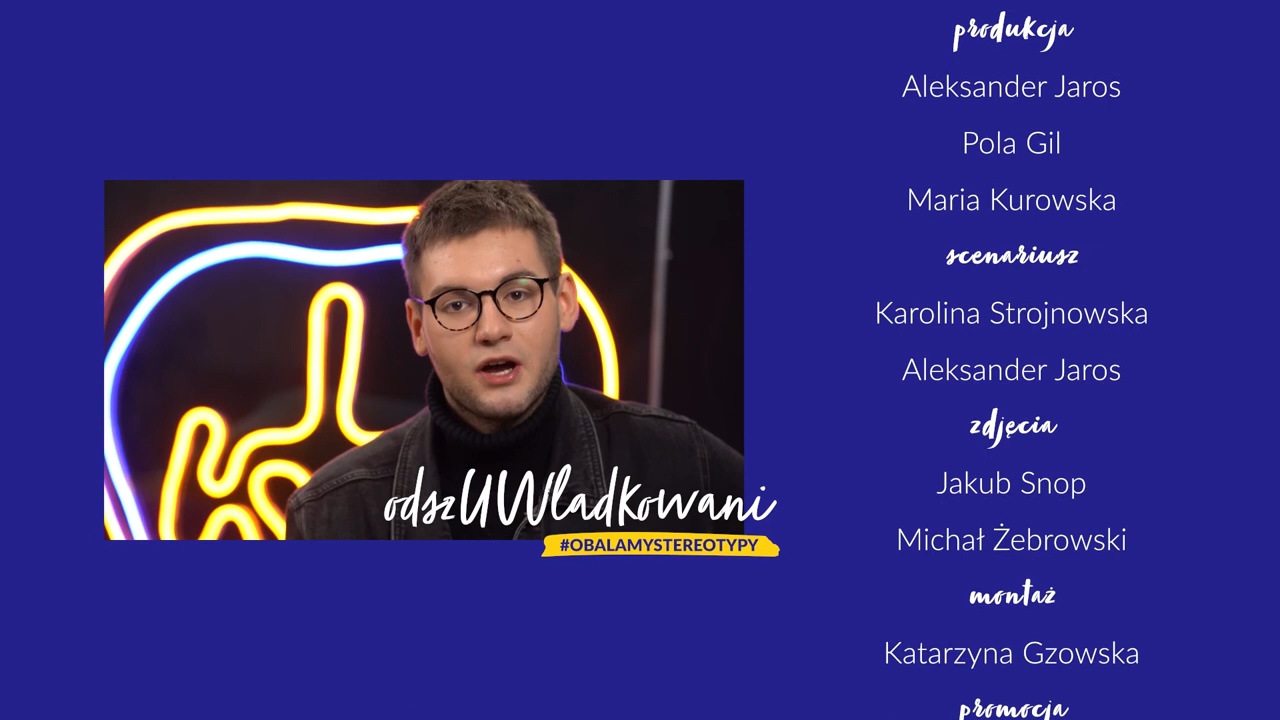 odszUWladkowani
#OBALAMYSTEREOTYPY
produkcja
Aleksander Jaros
Pola Gil
Maria Kurowska
scenariusz
Karolina Strojnowska
Aleksander Jaros
zdjęcia
Jakub Snop
Michał Żebrowski
montaż
Katarzyna Gzowska
promocja